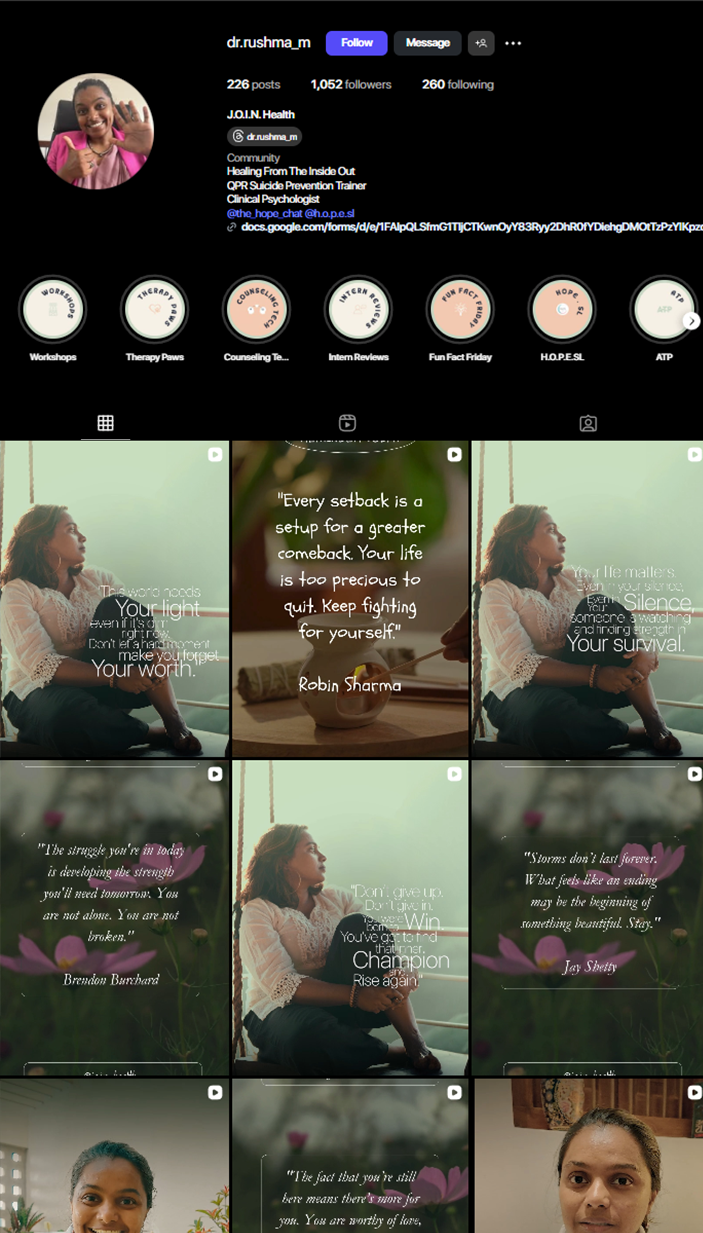 dr.rushma_m
Follow
Message
226 posts
1,052 followers
260 following
J.O.I.N. Health
dr.rushma_m
Community
Healing From The Inside Out
QPR Suicide Prevention Trainer
Clinical Psychologist
@the_hope_chat @h.o.p.e.sl
WORKSHOPS
THERAPY PAWS
COUNSELING TECH
INTERN REVIEWS
FUN FACT FRIDAY
HOPE . SL
ATP
ATP
Workshops
Therapy Paws
Counseling Te...
Intern Reviews
Fun Fact Friday
H.O.P.E.SL
ATP
This world needs
Your light
even if it's dim
right now.
Don't let a hard moment
make you forget
Your worth."
"Every setback is a
setup for a greater
comeback. Your life
is too precious to
quit. Keep fighting
for yourself."
Robin Sharma
Your life matters.
Even in your silence,
Even in
Your Silence,
someone is watching
and finding strength in
Your survival.
"The struggle you're in today
is developing the strength
you'll need tomorrow. You
are not alone. You are not
broken."
Brendon Burchard
"Don't give up.
Don't give in.
You were
born to Win
You've got to find
that inner
Champion
and
Rise again."
"Storms don't last forever.
What feels like an ending
may be the beginning of
something beautiful. Stay."
Jay Shetty
"The fact that you're still
here means there's more for
you. You are worthy of love,